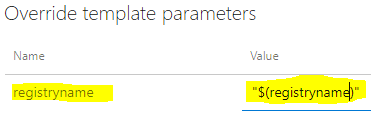 Override template parameters
Name Value
registryname "$(registryname)"